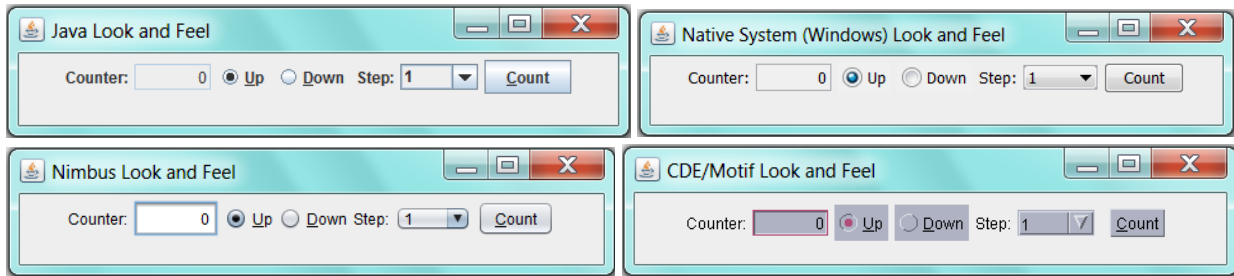 Java Look and Feel
Counter: 0 Up Down Step: 1 Count
Native System (Windows) Look and Feel
Counter: 0 Up Down Step: 1 Count
Nimbus Look and Feel
Counter: 0 Up Down Step: 1 Count
CDE/Motif Look and Feel
Counter: 0 Up Down Step: 1 Count